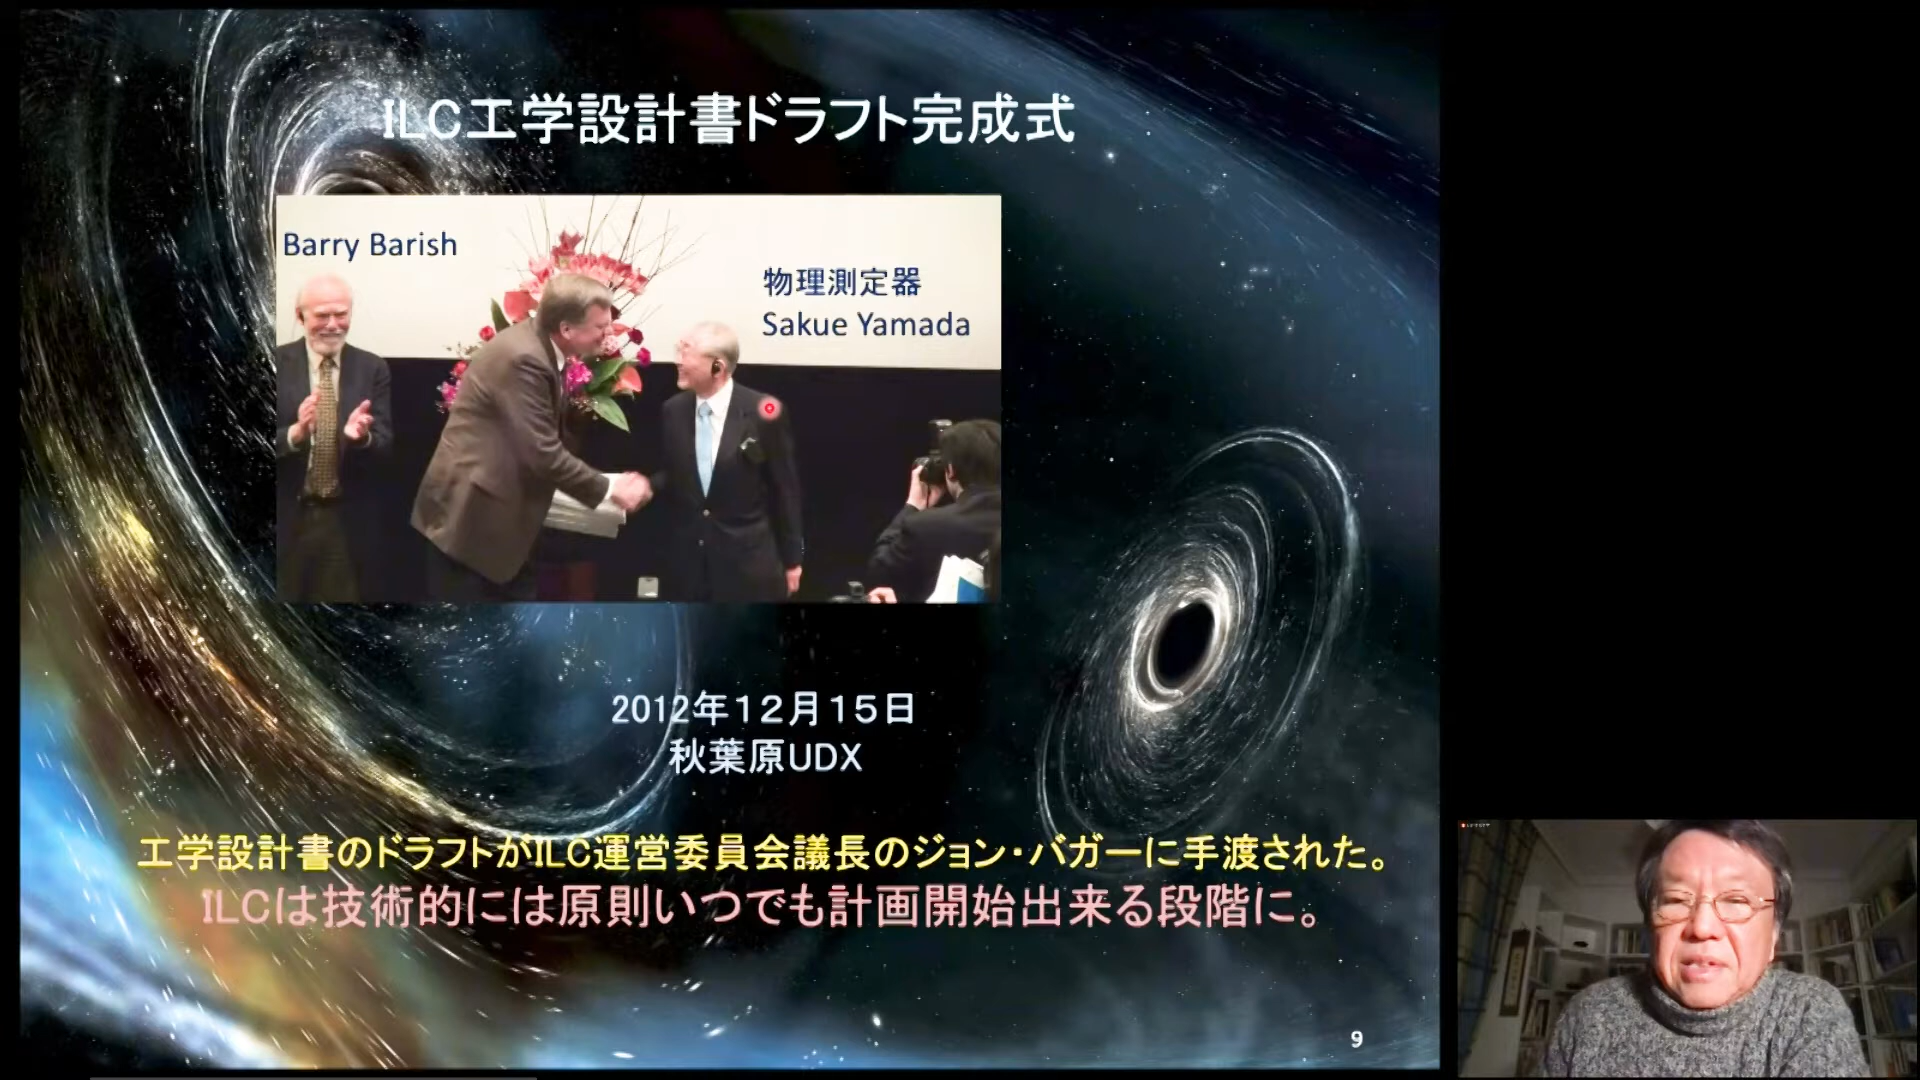 ILC工学設計書ドラフト完成式
Barry Barish
物理測定器
Sakue Yamada
2012年１２月１５日
秋葉原UDX
工学設計書のドラフトがILC運営委員会議長のジョン・バガーに手渡された。
ILCは技術的には原則いつでも計画開始出来る段階に。
9